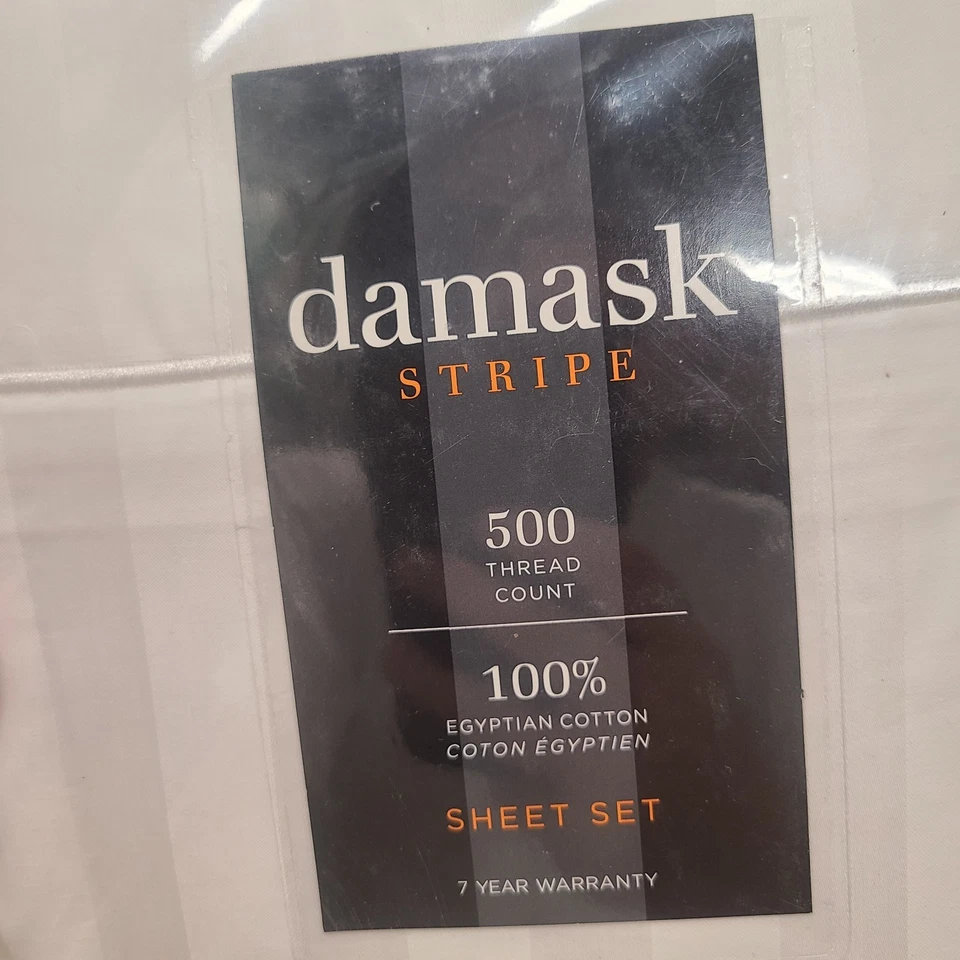 damask
STRIPE
500
THREAD
COUNT
100%
EGYPTIAN COTTON
COTON ÉGYPTIEN
SHEET SET
7 YEAR WARRANTY